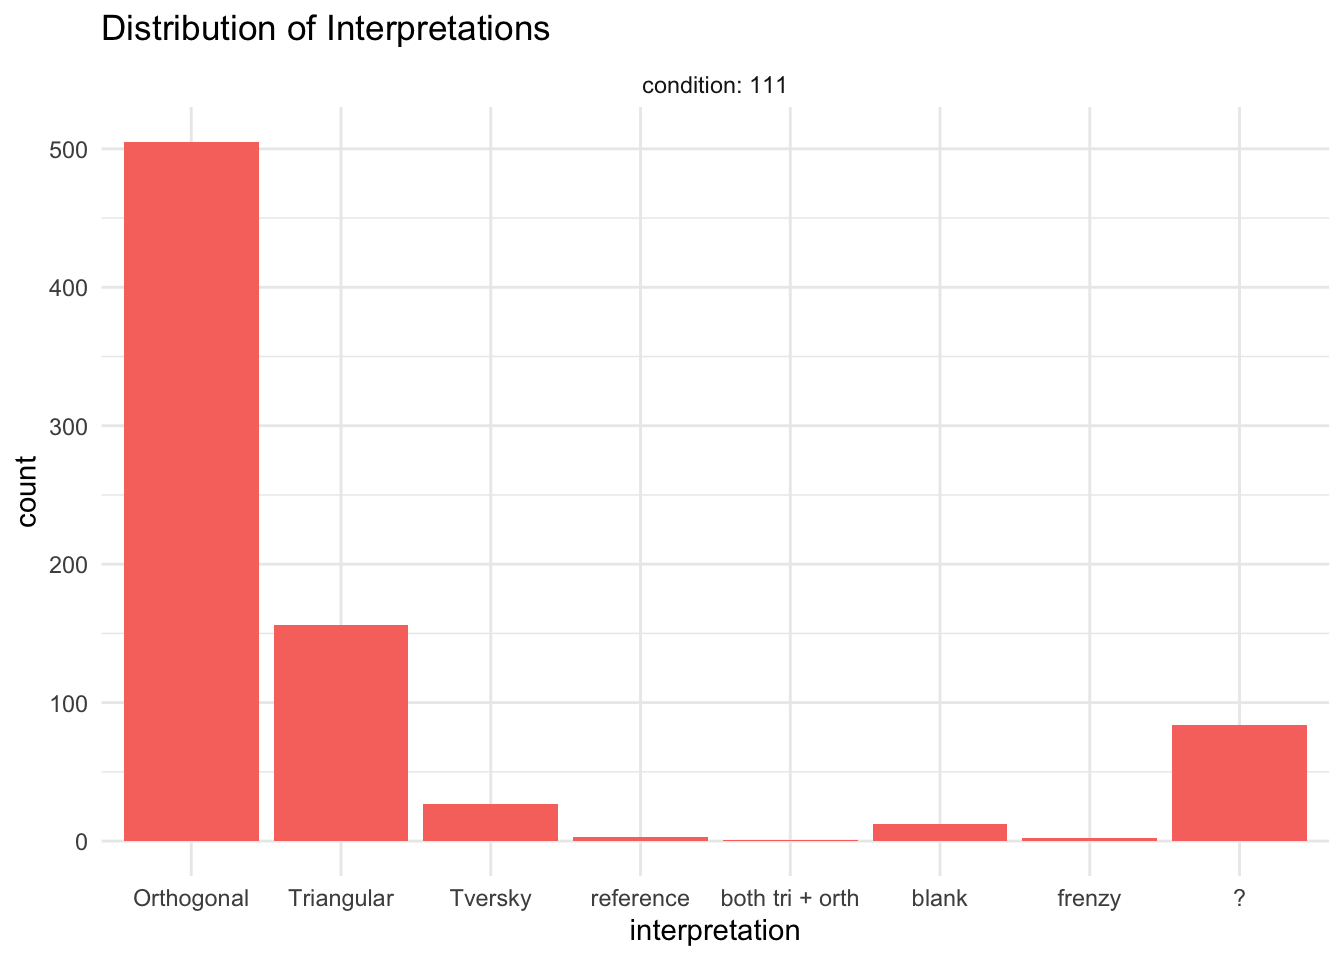 Distribution of Interpretations
condition: 111
500
400
300
200
100
0
count
Orthogonal Triangular Tversky reference both tri + orth blank frenzy ?
interpretation